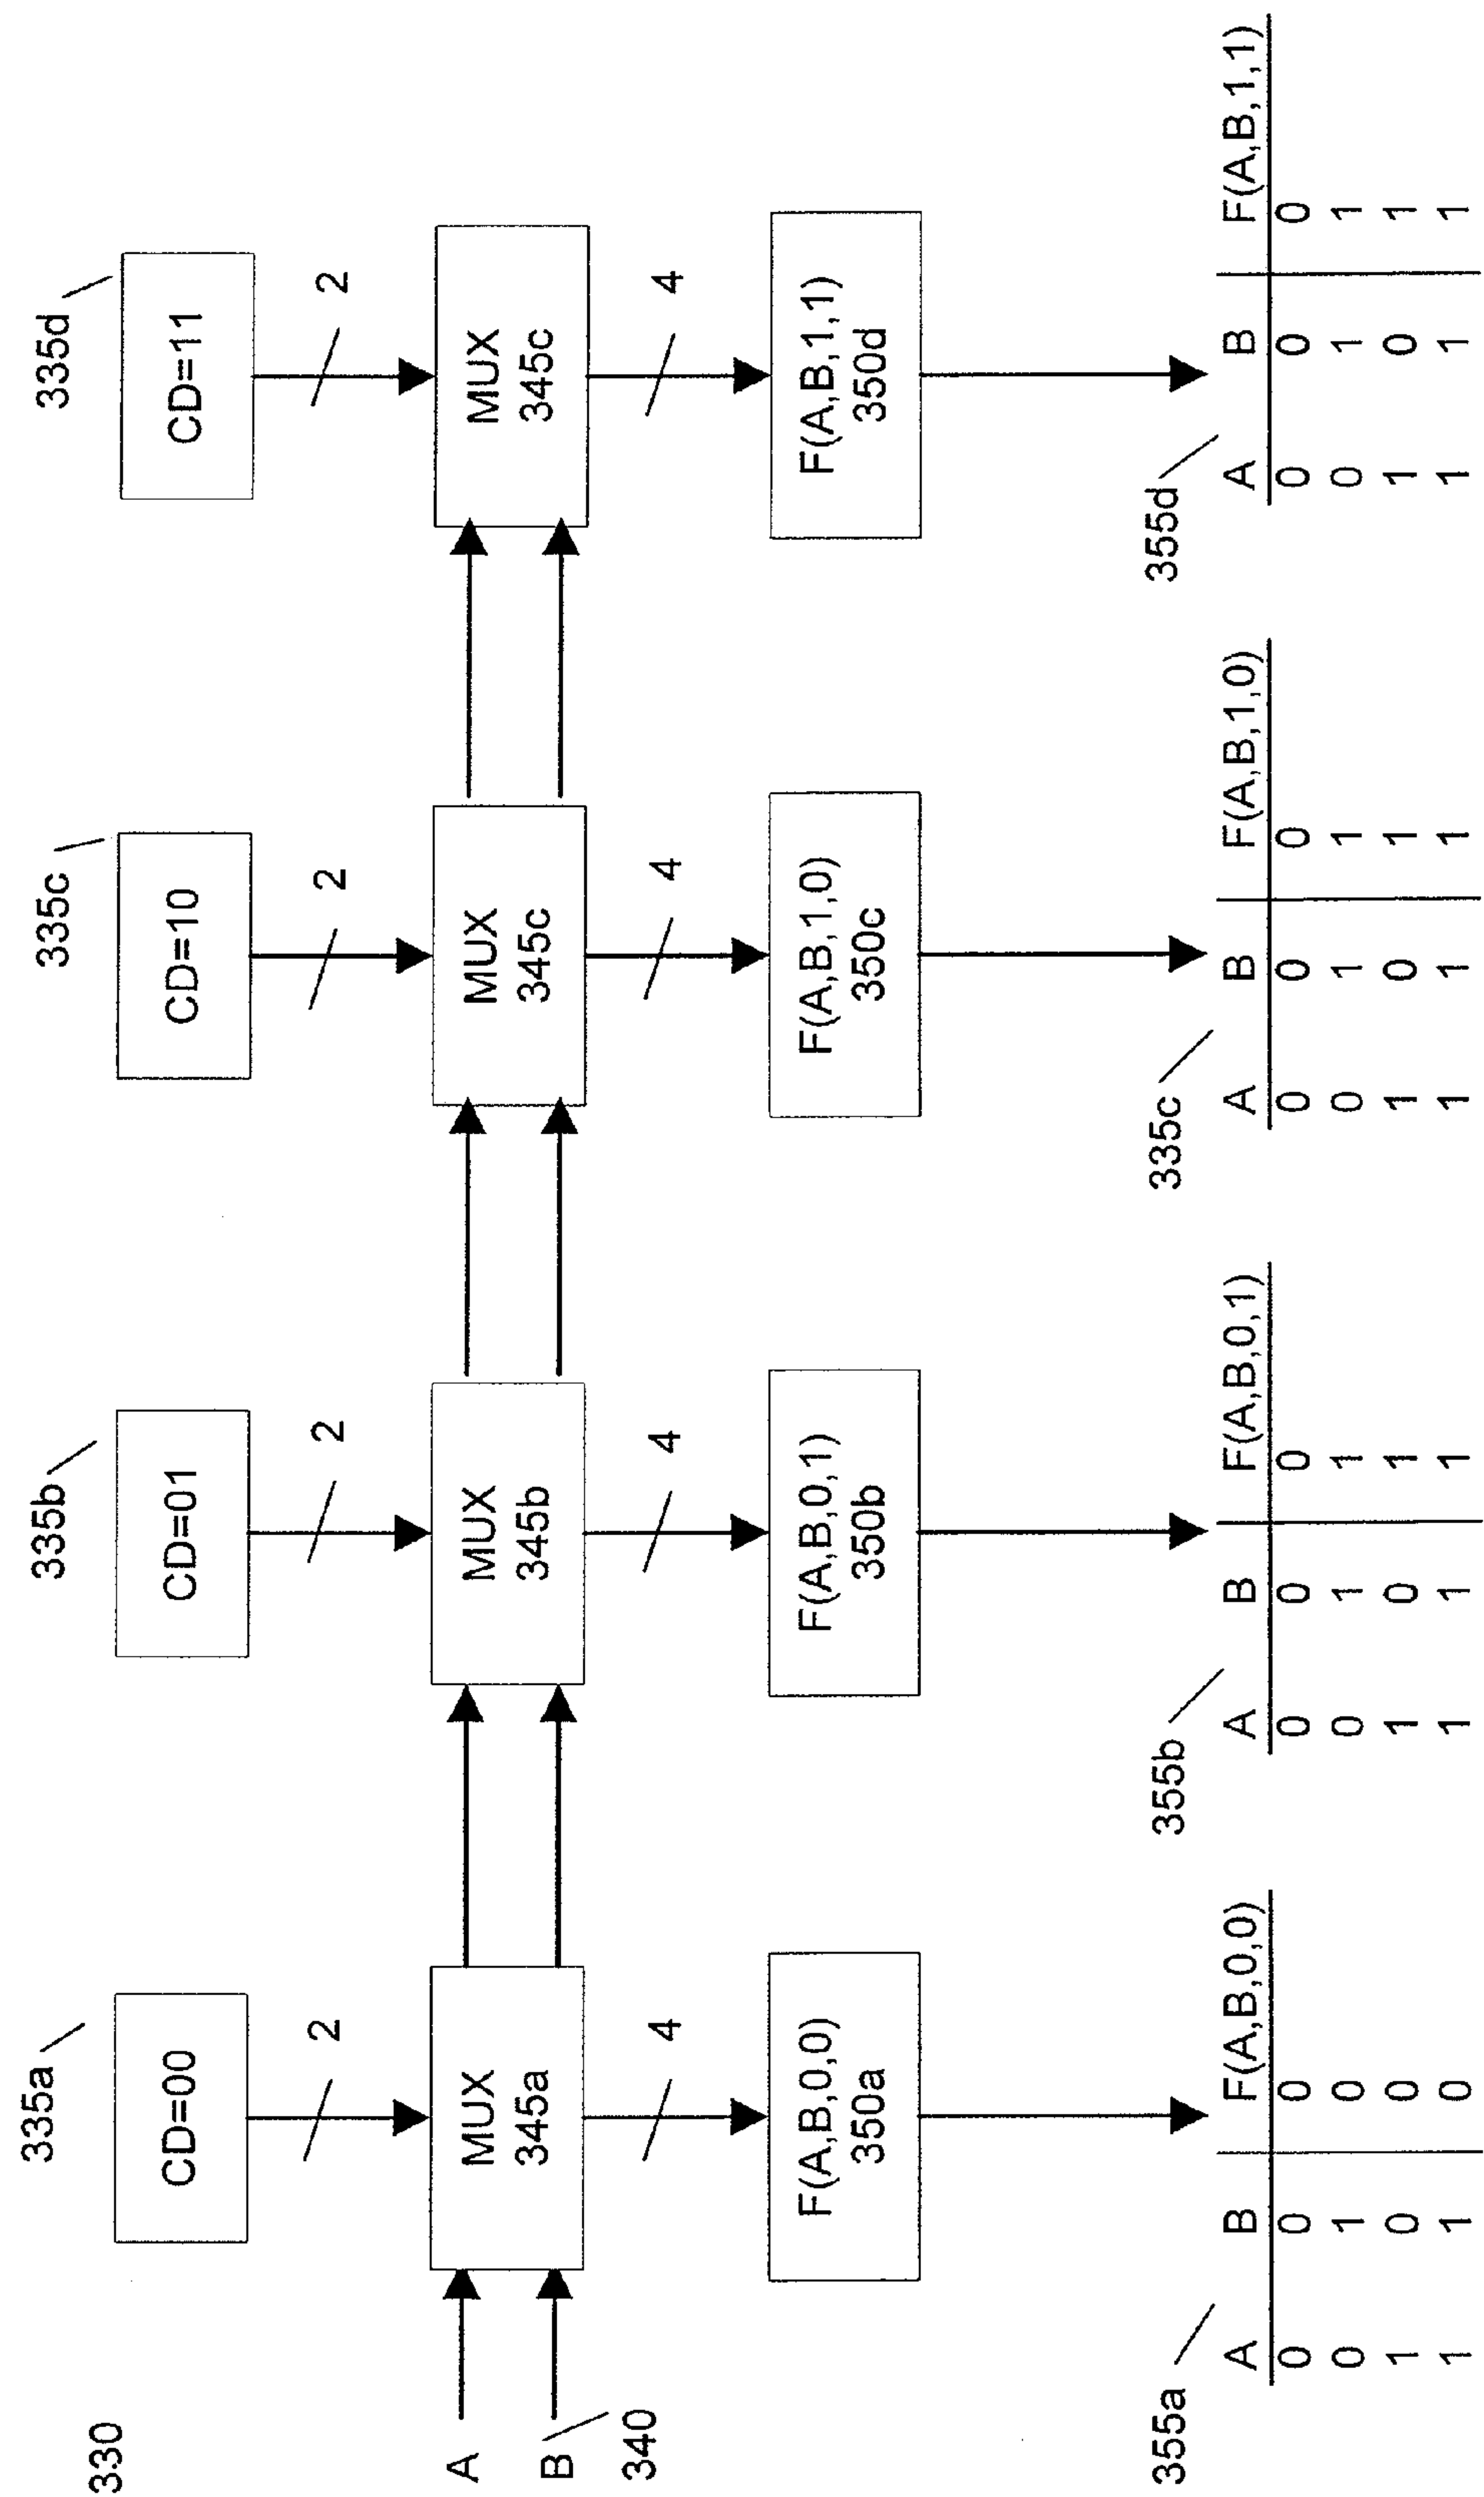 330
335a
335b
335c
335d
CD=00
CD=01
CD=10
CD=11
2
2
2
2
A
B
340
MUX
345a
MUX
345b
MUX
345c
MUX
345c
4
4
4
4
F(A,B,0,0)
350a
F(A,B,0,1)
350b
F(A,B,1,0)
350c
F(A,B,1,1)
350d
355a
A B F(A,B,0,0)
0 0 0
0 1 0
1 0 0
1 1 0
355b
A B F(A,B,0,1)
0 0 0
0 1 1
1 0 1
1 1 1
335c
A B F(A,B,1,0)
0 0 0
0 1 1
1 0 1
1 1 1
355d
A B F(A,B,1,1)
0 0 0
0 1 1
1 0 1
1 1 1